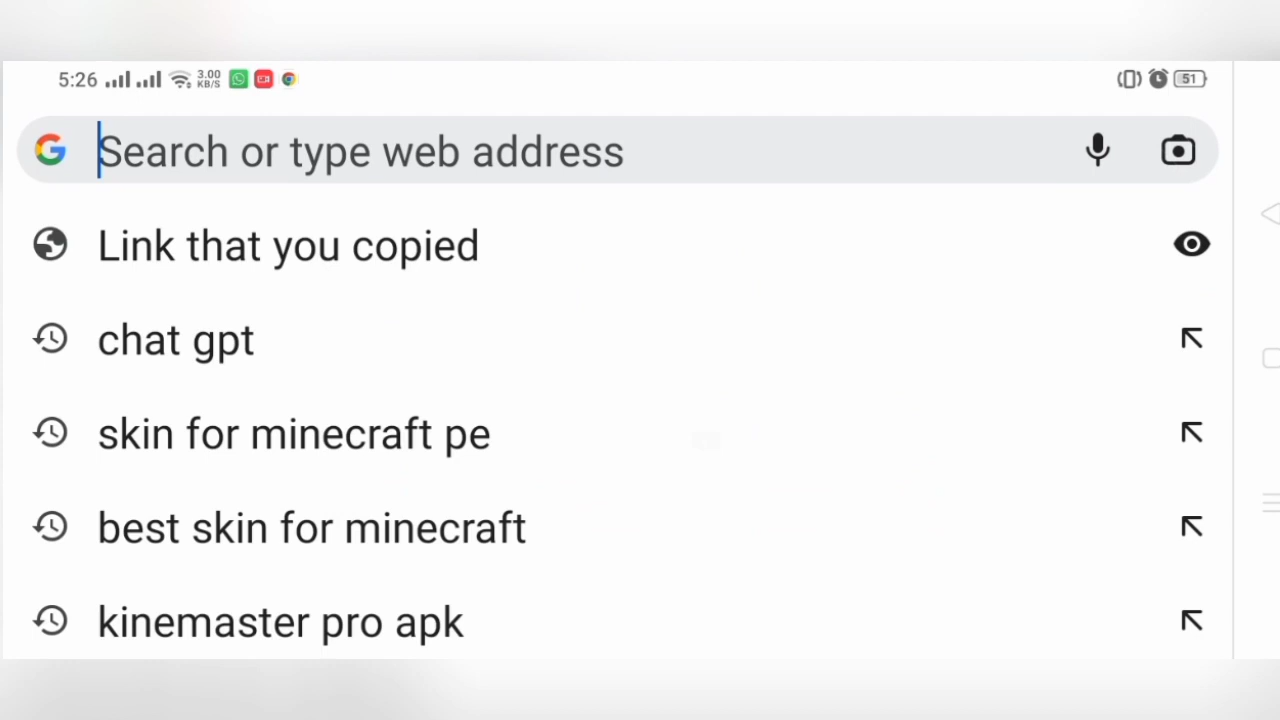 5:26 3.00 KB/S 51
Search or type web address
Link that you copied
chat gpt
skin for minecraft pe
best skin for minecraft
kinemaster pro apk